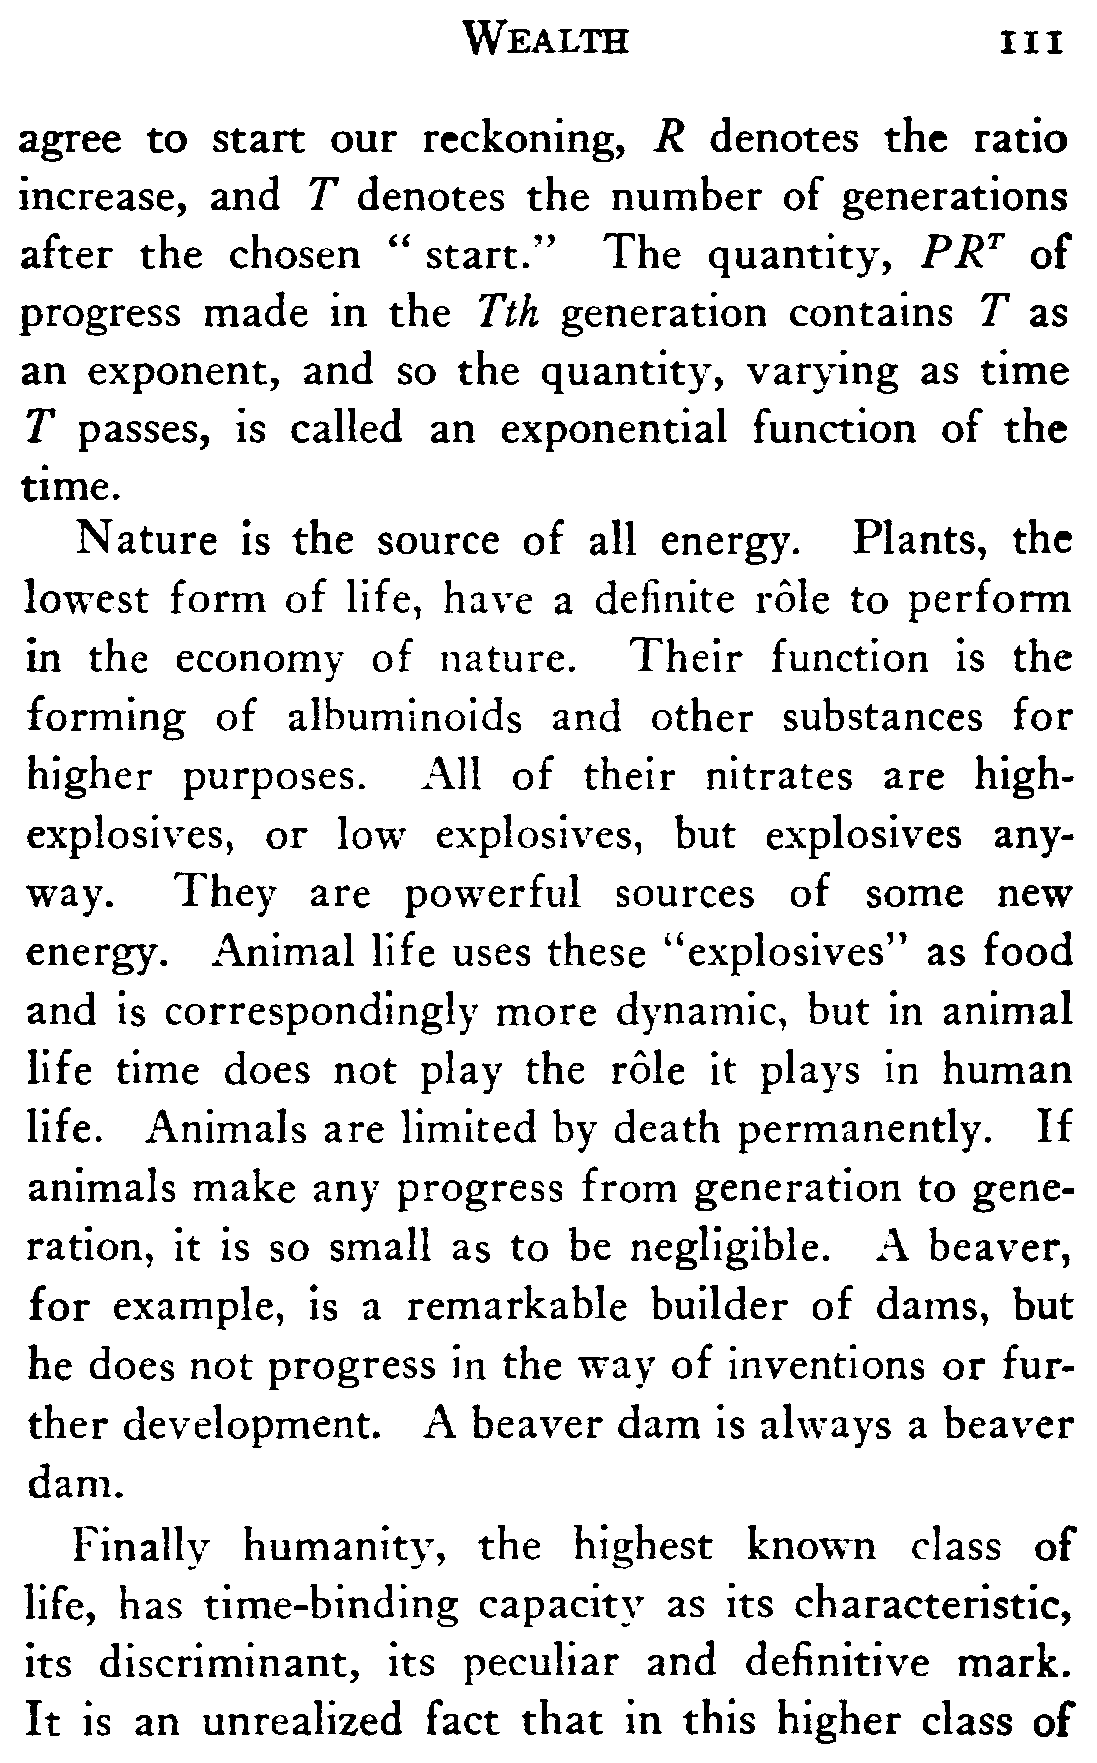 WEALTH 111
agree to start our reckoning, R denotes the ratio
increase, and T denotes the number of generations
after the chosen “ start.” The quantity, PRᵀ of
progress made in the Tth generation contains T as
an exponent, and so the quantity, varying as time
T passes, is called an exponential function of the
time.
Nature is the source of all energy. Plants, the
lowest form of life, have a definite rôle to perform
in the economy of nature. Their function is the
forming of albuminoids and other substances for
higher purposes. All of their nitrates are high-
explosives, or low explosives, but explosives any-
way. They are powerful sources of some new
energy. Animal life uses these “explosives” as food
and is correspondingly more dynamic, but in animal
life time does not play the rôle it plays in human
life. Animals are limited by death permanently. If
animals make any progress from generation to gene-
ration, it is so small as to be negligible. A beaver,
for example, is a remarkable builder of dams, but
he does not progress in the way of inventions or fur-
ther development. A beaver dam is always a beaver
dam.
Finally humanity, the highest known class of
life, has time-binding capacity as its characteristic,
its discriminant, its peculiar and definitive mark.
It is an unrealized fact that in this higher class of